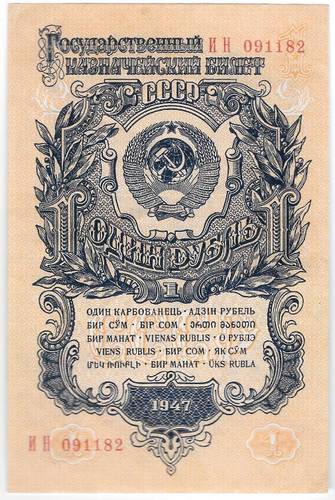 Государственный ИН 091182
казначейский билет
СССР
1 ОДИН РУБЛЬ 1
1
ОДИН КАРБОВАНЕЦЬ · АДЗІН РУБЕЛЬ
БИР СЎМ · БІР СОМ · ᲔᲠᲗᲘ ᲛᲐᲜᲔᲗᲘ
БИР МАНАТ · VIENAS RUBLIS · О РУБЛЭ
VIENS RUBLIS · БИР СОМ · ЯК СӮМ
ՄԵԿ ՌՈՒԲԼԻ · БИР МАНАТ · ÜKS RUBLA
1947
ИН 091182 1